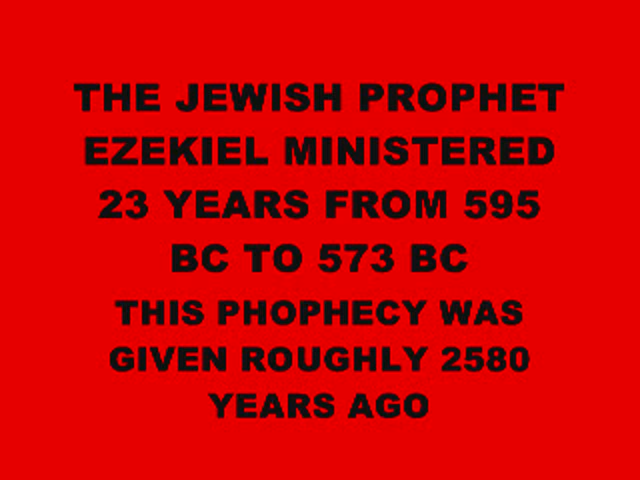 THE JEWISH PROPHET
EZEKIEL MINISTERED
23 YEARS FROM 595
BC TO 573 BC
THIS PHOPHECY WAS
GIVEN ROUGHLY 2580
YEARS AGO